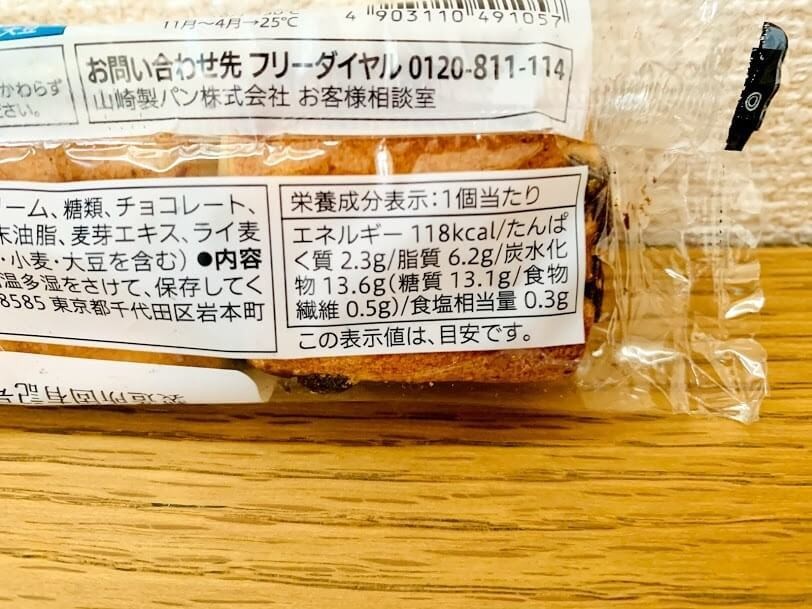 11月〜4月→25℃
4 903110 491057
かわらず
ださい。
お問い合わせ先 フリーダイヤル 0120-811-114
山崎製パン株式会社 お客様相談室
ーム、糖類、チョコレート、
末油脂、麦芽エキス、ライ麦
・小麦・大豆を含む) ●内容
温多湿をさけて、保存してく
8585 東京都千代田区岩本町
栄養成分表示:1個当たり
エネルギー 118kcal/たんぱ
く質 2.3g/脂質 6.2g/炭水化
物 13.6g(糖質 13.1g/食物
繊維 0.5g)/食塩相当量 0.3g
この表示値は、目安です。
製造所固有記号